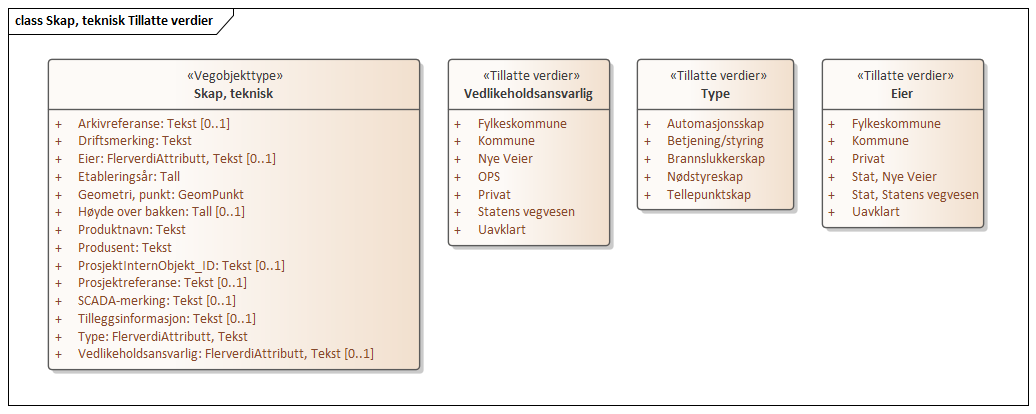 class Skap, teknisk Tillatte verdier
«Vegobjekttype»
Skap, teknisk
+ Arkivreferanse: Tekst [0..1]
+ Driftsmerking: Tekst
+ Eier: FlerverdiAttributt, Tekst [0..1]
+ Etableringsår: Tall
+ Geometri, punkt: GeomPunkt
+ Høyde over bakken: Tall [0..1]
+ Produktnavn: Tekst
+ Produsent: Tekst
+ ProsjektInternObjekt_ID: Tekst [0..1]
+ Prosjektreferanse: Tekst [0..1]
+ SCADA-merking: Tekst [0..1]
+ Tilleggsinformasjon: Tekst [0..1]
+ Type: FlerverdiAttributt, Tekst
+ Vedlikeholdsansvarlig: FlerverdiAttributt, Tekst [0..1]
«Tillatte verdier»
Vedlikeholdsansvarlig
+ Fylkeskommune
+ Kommune
+ Nye Veier
+ OPS
+ Privat
+ Statens vegvesen
+ Uavklart
«Tillatte verdier»
Type
+ Automasjonsskap
+ Betjening/styring
+ Brannslukkerskap
+ Nødstyreskap
+ Tellepunktskap
«Tillatte verdier»
Eier
+ Fylkeskommune
+ Kommune
+ Privat
+ Stat, Nye Veier
+ Stat, Statens vegvesen
+ Uavklart